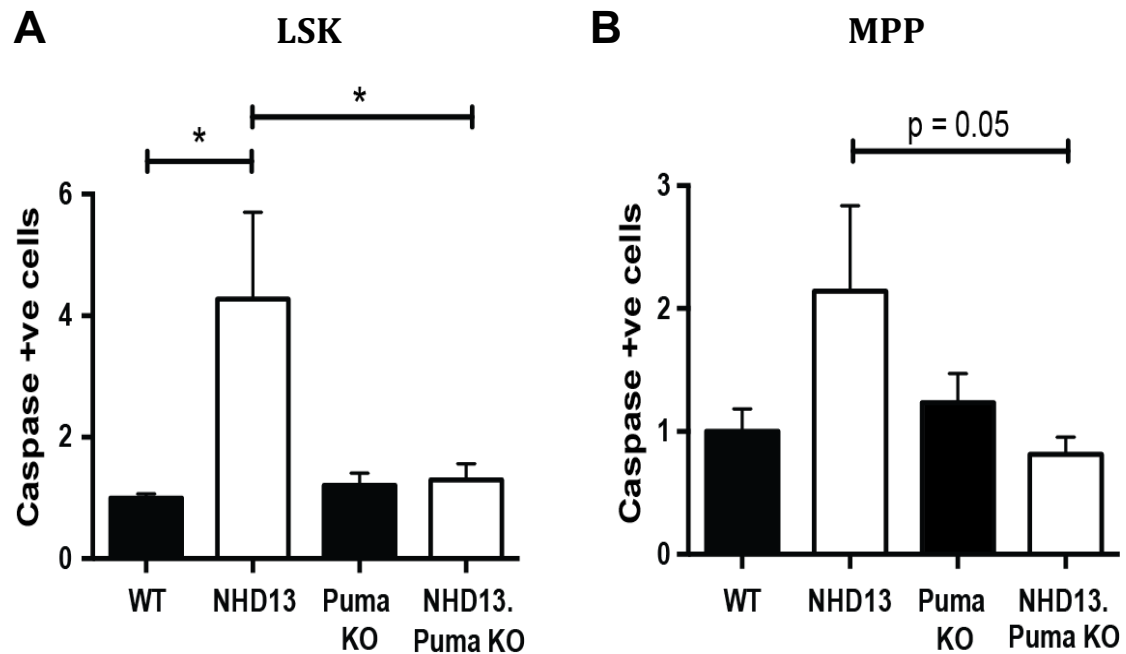 A
LSK
*
*
Caspase +ve cells
6
4
2
0
WT
NHD13
Puma
KO
NHD13.
Puma KO
B
MPP
p = 0.05
Caspase +ve cells
3
2
1
0
WT
NHD13
Puma
KO
NHD13.
Puma KO